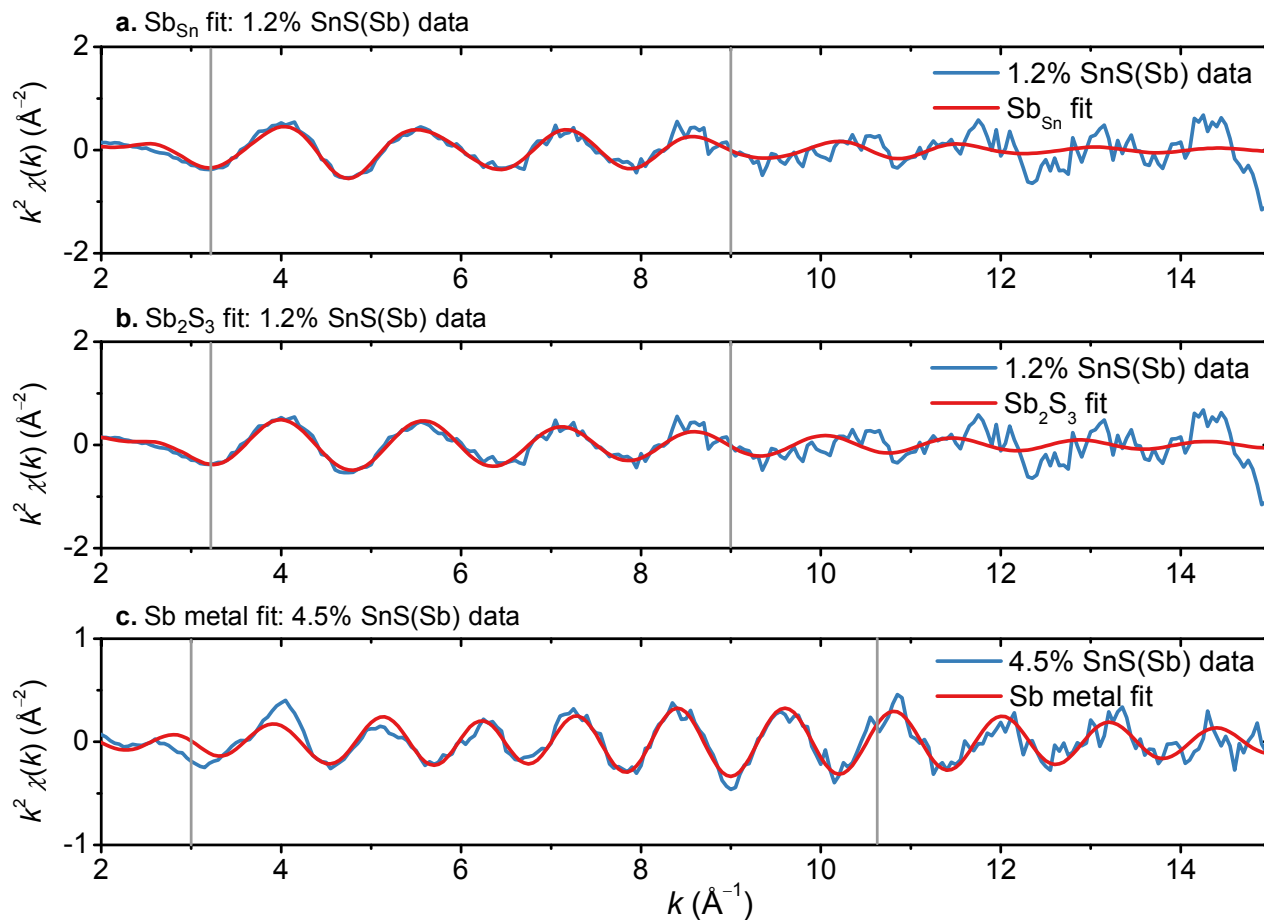 a. Sb_Sn fit: 1.2% SnS(Sb) data
2
0
-2
k² χ(k) (Å⁻²)
1.2% SnS(Sb) data
Sb_Sn fit
2 4 6 8 10 12 14
b. Sb₂S₃ fit: 1.2% SnS(Sb) data
2
0
-2
k² χ(k) (Å⁻²)
1.2% SnS(Sb) data
Sb₂S₃ fit
2 4 6 8 10 12 14
c. Sb metal fit: 4.5% SnS(Sb) data
1
0
-1
k² χ(k) (Å⁻²)
4.5% SnS(Sb) data
Sb metal fit
2 4 6 8 10 12 14
k (Å⁻¹)